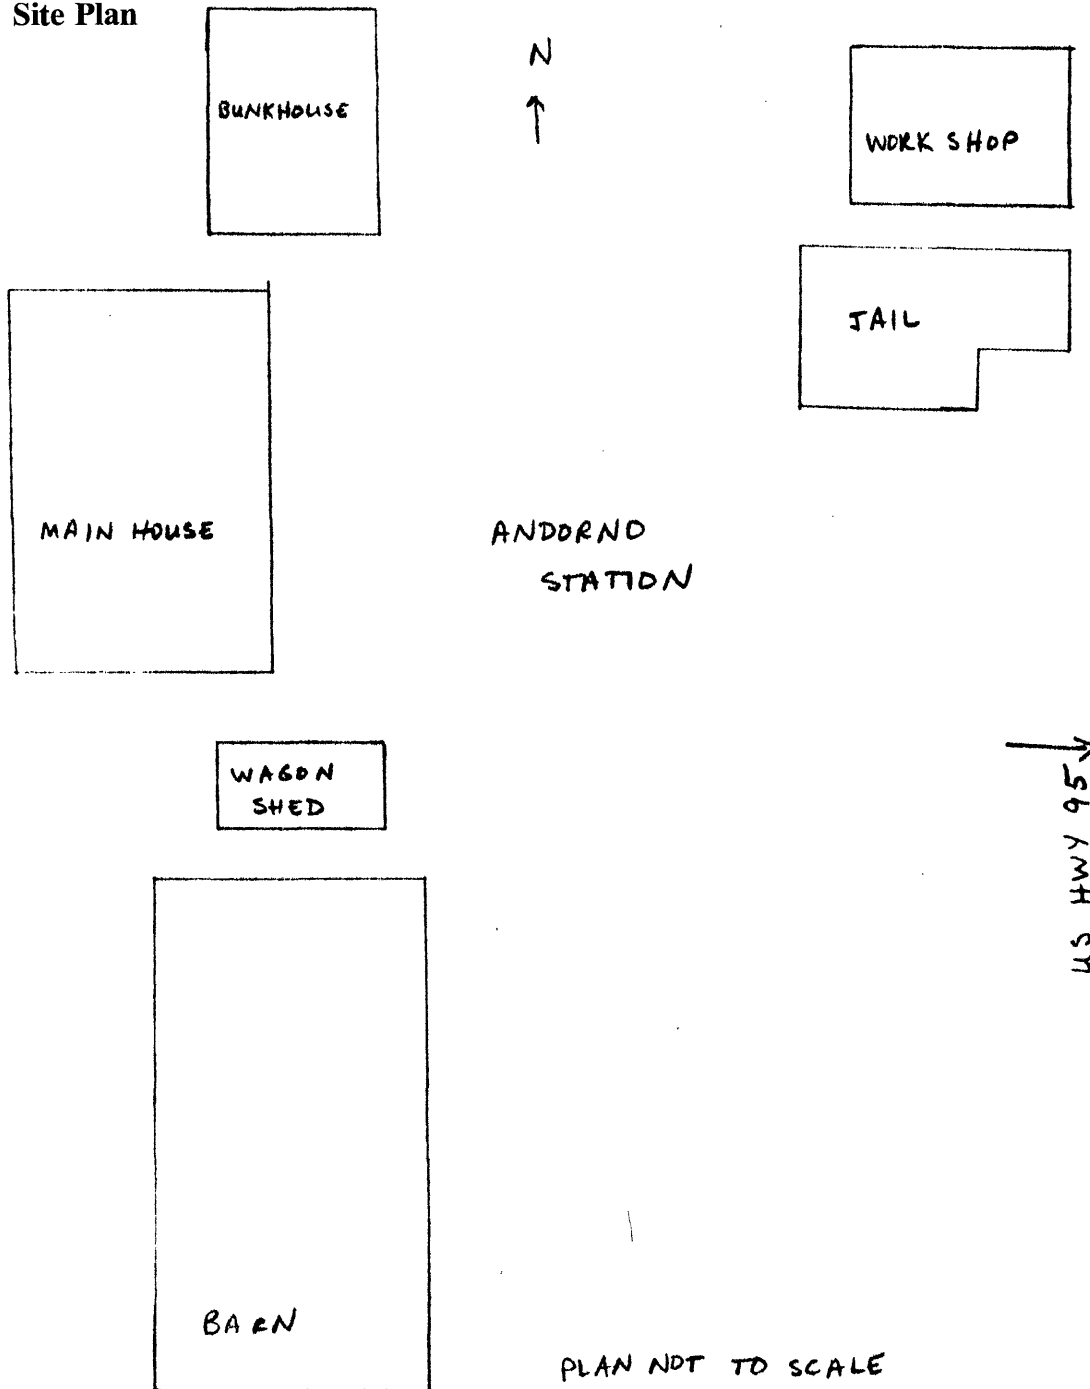 Site Plan
N
BUNKHOUSE
WORK SHOP
JAIL
MAIN HOUSE
ANDORNO
STATION
WAGON
SHED
US HWY 95
BARN
PLAN NOT TO SCALE